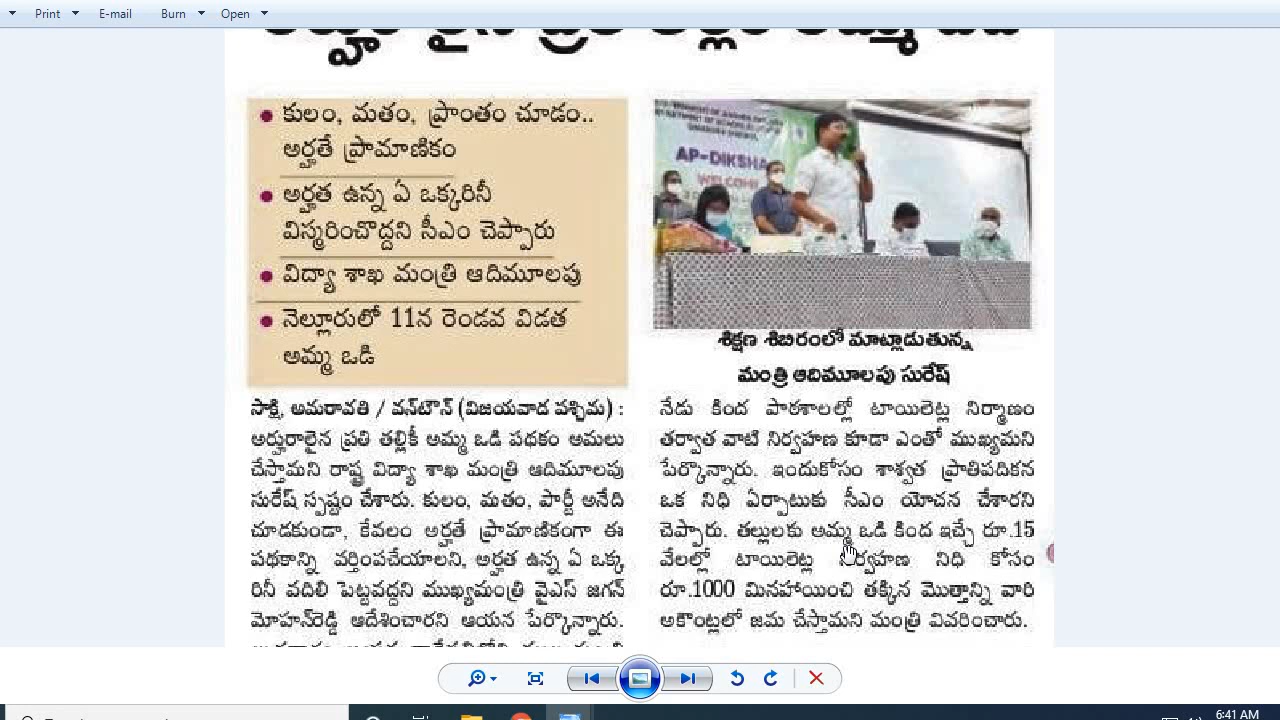 Print
E-mail
Burn
Open
కులం, మతం, ప్రాంతం చూడం..
అర్హతే ప్రామాణికం
అర్హత ఉన్న ఏ ఒక్కరినీ
విస్మరించొద్దని సీఎం చెప్పారు
విద్యా శాఖ మంత్రి ఆదిమూలపు
నెల్లూరులో 11న రెండవ విడత
అమ్మ ఒడి
AP-DIKSHA
WELCOME
శిక్షణ శిబిరంలో మాట్లాడుతున్న
మంత్రి ఆదిమూలపు సురేష్
సాక్షి, అమరావతి / వన్‌టౌన్ (విజయవాడ పశ్చిమ) :
అర్హురాలైన ప్రతి తల్లికీ అమ్మ ఒడి పథకం అమలు
చేస్తామని రాష్ట్ర విద్యా శాఖ మంత్రి ఆదిమూలపు
సురేష్ స్పష్టం చేశారు. కులం, మతం, పార్టీ అనేది
చూడకుండా, కేవలం అర్హతే ప్రామాణికంగా ఈ
పథకాన్ని వర్తింపచేయాలని, అర్హత ఉన్న ఏ ఒక్క
రినీ వదిలి పెట్టవద్దని ముఖ్యమంత్రి వైఎస్ జగన్
మోహన్‌రెడ్డి ఆదేశించారని ఆయన పేర్కొన్నారు.
నేడు కింద పాఠశాలల్లో టాయిలెట్ల నిర్మాణం
తర్వాత వాటి నిర్వహణ కూడా ఎంతో ముఖ్యమని
పేర్కొన్నారు. ఇందుకోసం శాశ్వత ప్రాతిపదికన
ఒక నిధి ఏర్పాటుకు సీఎం యోచన చేశారని
చెప్పారు. తల్లులకు అమ్మ ఒడి కింద ఇచ్చే రూ.15
వేలల్లో టాయిలెట్ల నిర్వహణ నిధి కోసం
రూ.1000 మినహాయించి తక్కిన మొత్తాన్ని వారి
అకౌంట్లలో జమ చేస్తామని మంత్రి వివరించారు.
6:41 AM